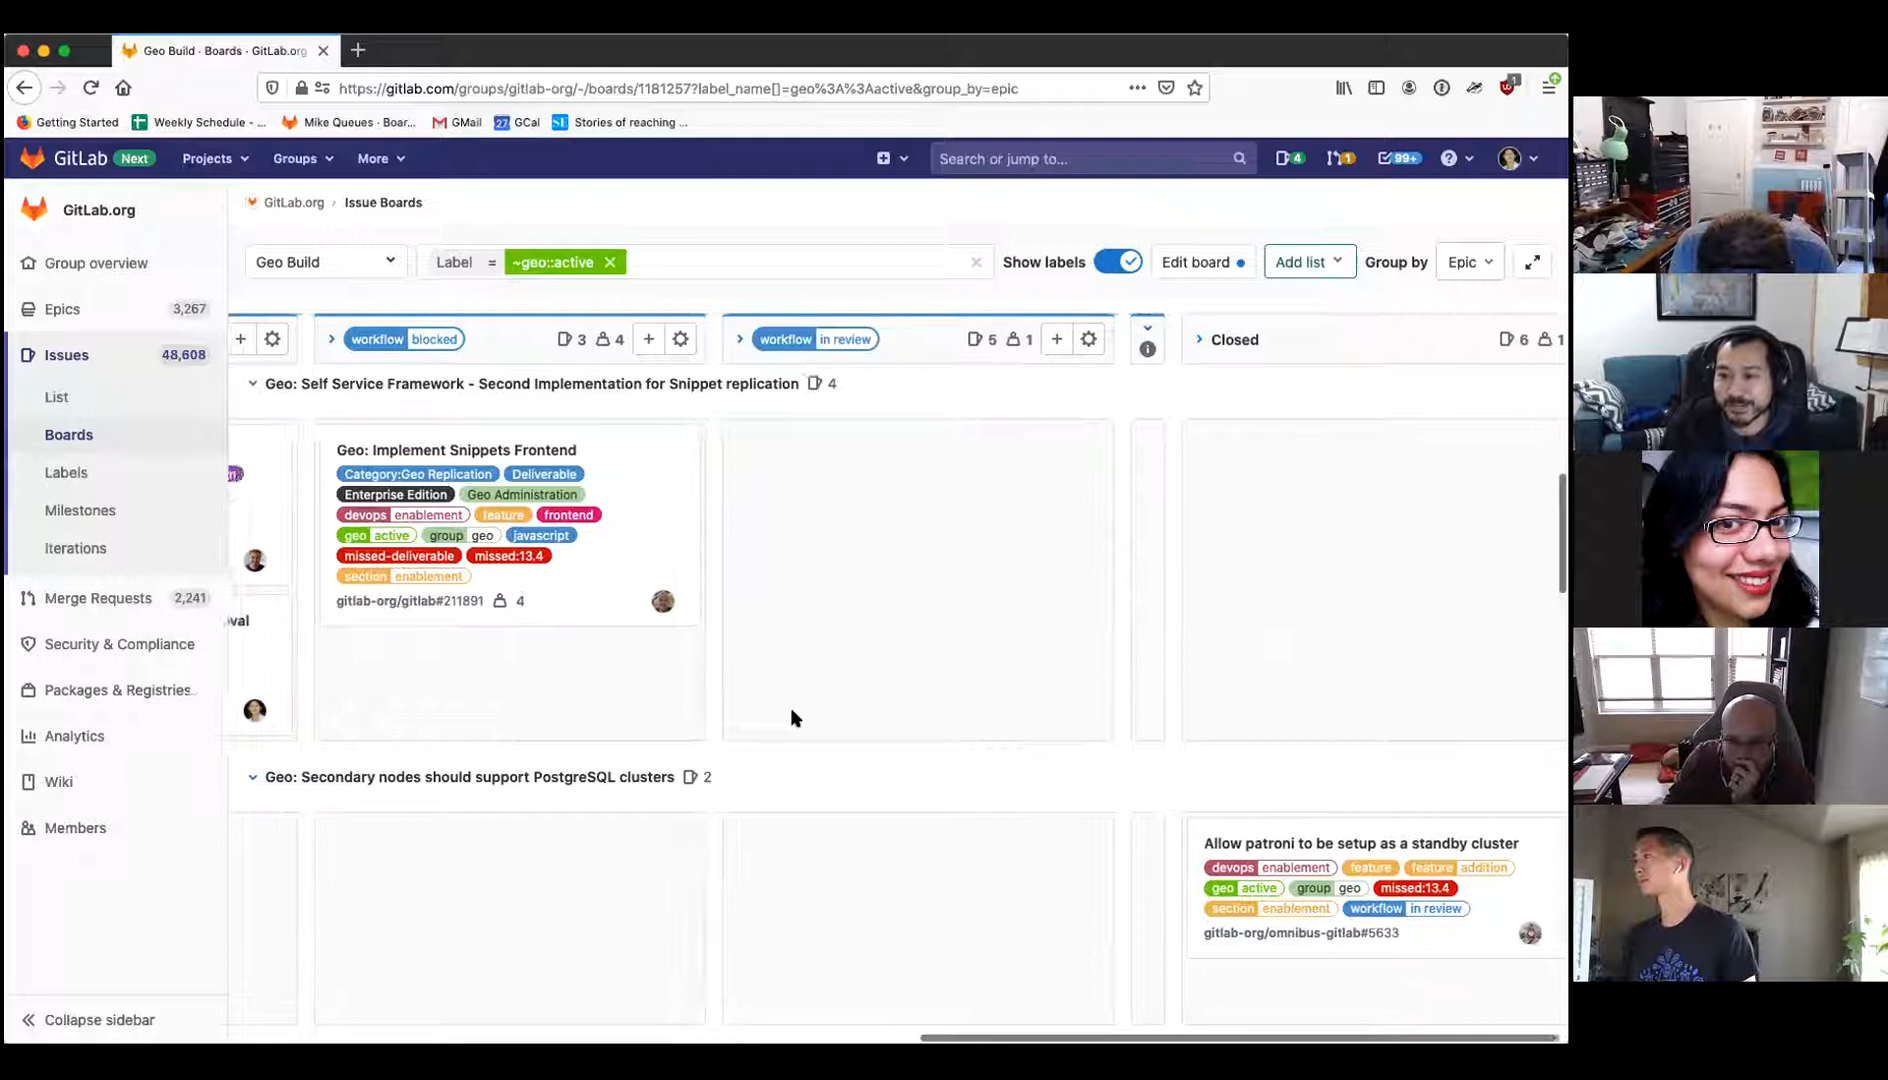 Geo Build · Boards · GitLab.org
https://gitlab.com/groups/gitlab-org/-/boards/1181257?label_name[]=geo%3A%3Aactive&group_by=epic
1
Getting Started Weekly Schedule - ... Mike Queues · Boar... GMail 27 GCal Stories of reaching ...
GitLab Next Projects Groups More Search or jump to... 4 1 99+
GitLab.org
GitLab.org › Issue Boards
Group overview
Epics 3,267
Issues 48,608
List
Boards
Labels
Milestones
Iterations
Merge Requests 2,241
Security & Compliance
Packages & Registries
Analytics
Wiki
Members
Collapse sidebar
Geo Build Label = ~geo::active Show labels Edit board Add list Group by Epic
workflow blocked 3 4 workflow in review 5 1 Closed 6 1
Geo: Self Service Framework - Second Implementation for Snippet replication 4
Geo: Implement Snippets Frontend
Category:Geo Replication Deliverable
Enterprise Edition Geo Administration
devops enablement feature frontend
geo active group geo javascript
missed-deliverable missed:13.4
section enablement
gitlab-org/gitlab#211891 4
Geo: Secondary nodes should support PostgreSQL clusters 2
Allow patroni to be setup as a standby cluster
devops enablement feature feature addition
geo active group geo missed:13.4
section enablement workflow in review
gitlab-org/omnibus-gitlab#5633